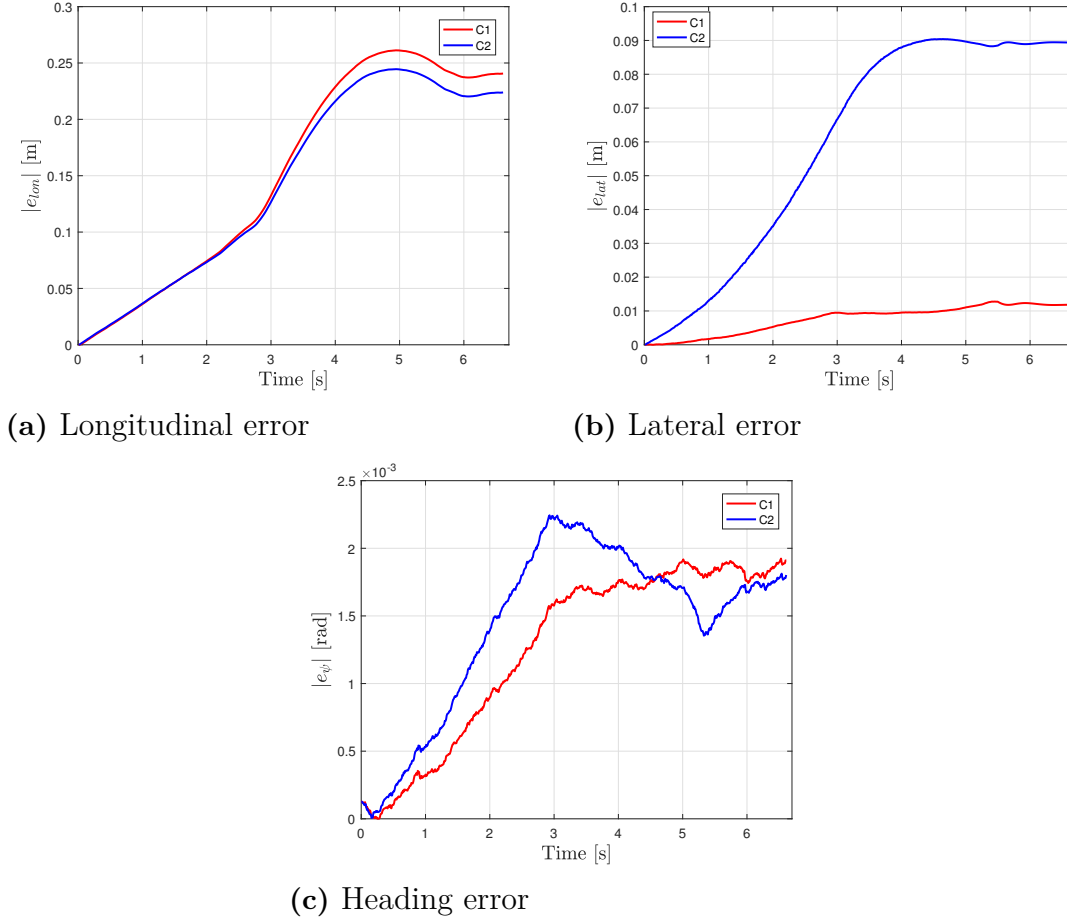 0.3
0.25
0.2
0.15
0.1
0.05
0
|e_{lon}| [m]
C1
C2
0 1 2 3 4 5 6
Time [s]
(a) Longitudinal error
0.1
0.09
0.08
0.07
0.06
0.05
0.04
0.03
0.02
0.01
0
|e_{lat}| [m]
C1
C2
0 1 2 3 4 5 6
Time [s]
(b) Lateral error
×10^{-3}
2.5
2
1.5
1
0.5
0
|e_ψ| [rad]
C1
C2
0 1 2 3 4 5 6
Time [s]
(c) Heading error